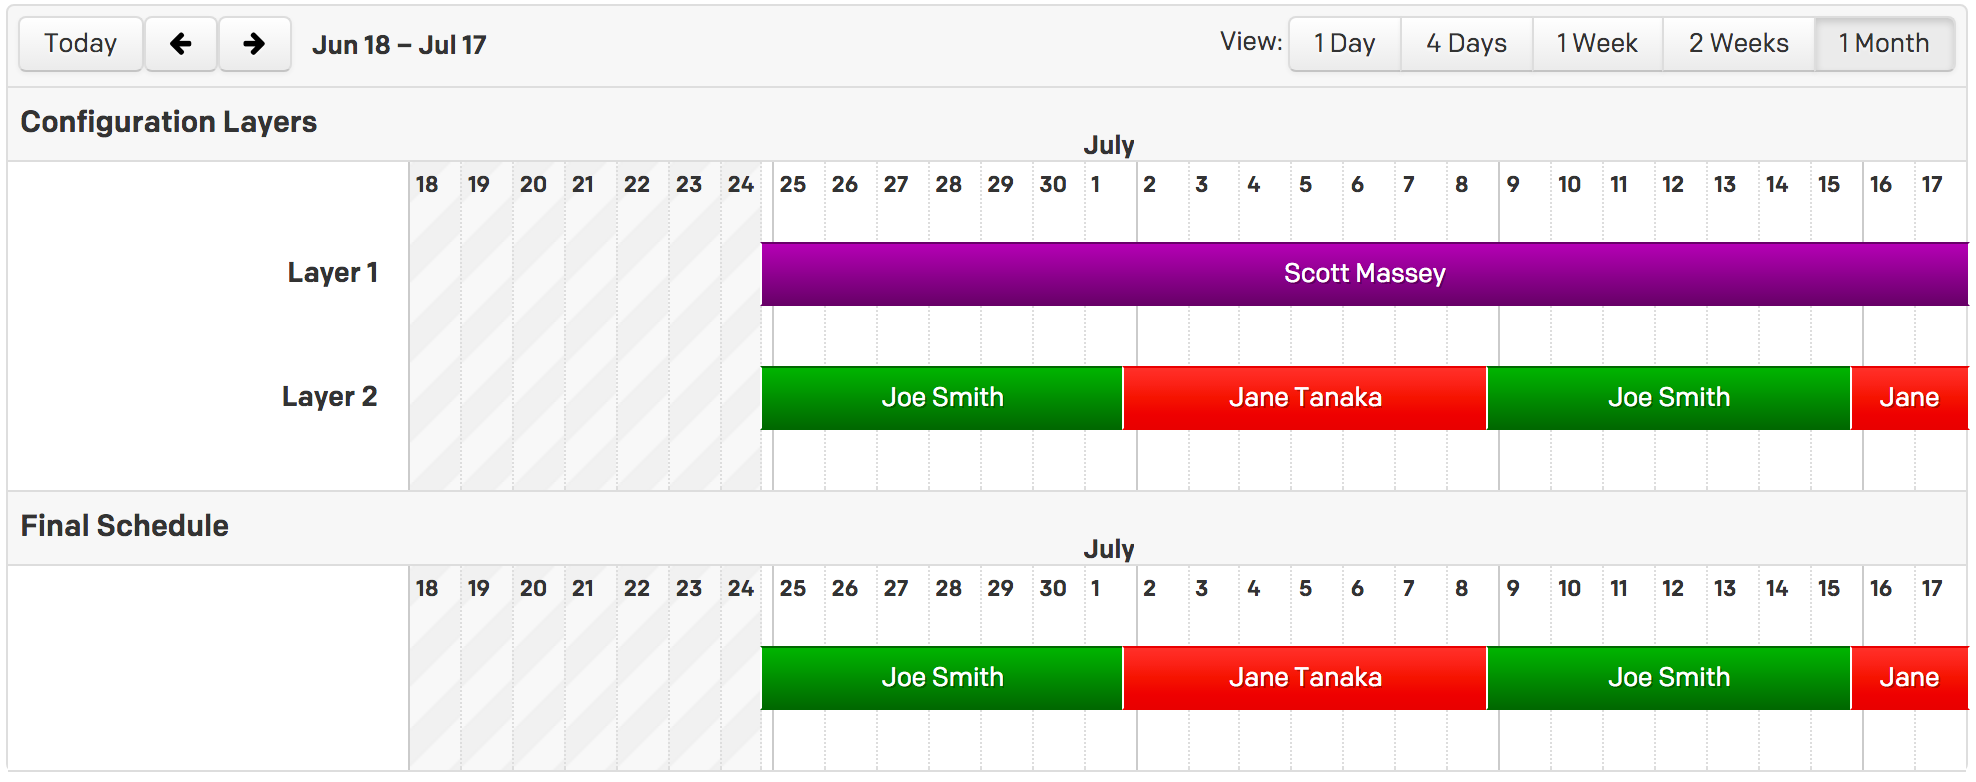 Today Jun 18 – Jul 17 View: 1 Day 4 Days 1 Week 2 Weeks 1 Month
Configuration Layers
July
18 19 20 21 22 23 24 25 26 27 28 29 30 1 2 3 4 5 6 7 8 9 10 11 12 13 14 15 16 17
Layer 1 Scott Massey
Layer 2 Joe Smith Jane Tanaka Joe Smith Jane
Final Schedule
July
18 19 20 21 22 23 24 25 26 27 28 29 30 1 2 3 4 5 6 7 8 9 10 11 12 13 14 15 16 17
Joe Smith Jane Tanaka Joe Smith Jane